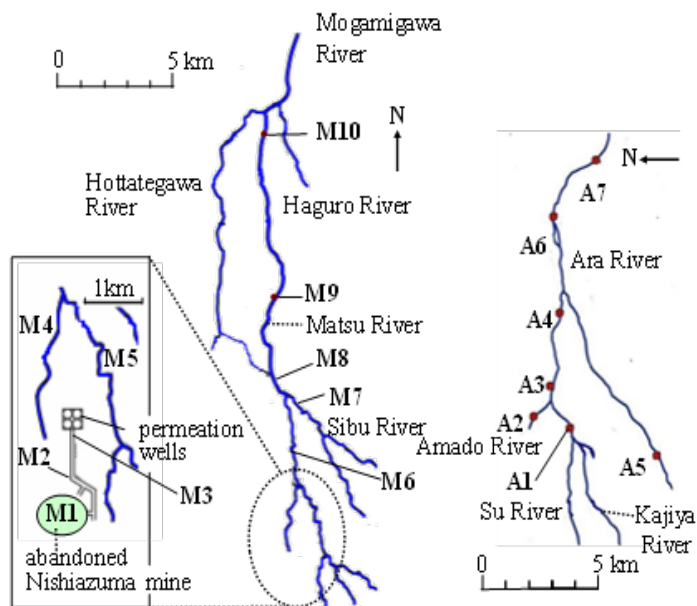 Mogamigawa
River
0
5
km
M10
N
Hottategawa
River
Haguro River
M9
Matsu River
M8
M7
Sibu River
M6
1km
M4
M5
permeation
wells
M2
M3
M1
abandoned
Nishiazuma mine
N
A7
A6
Ara River
A4
A3
A2
Amado River
A1
A5
Su River
Kajiya
River
0
5 km